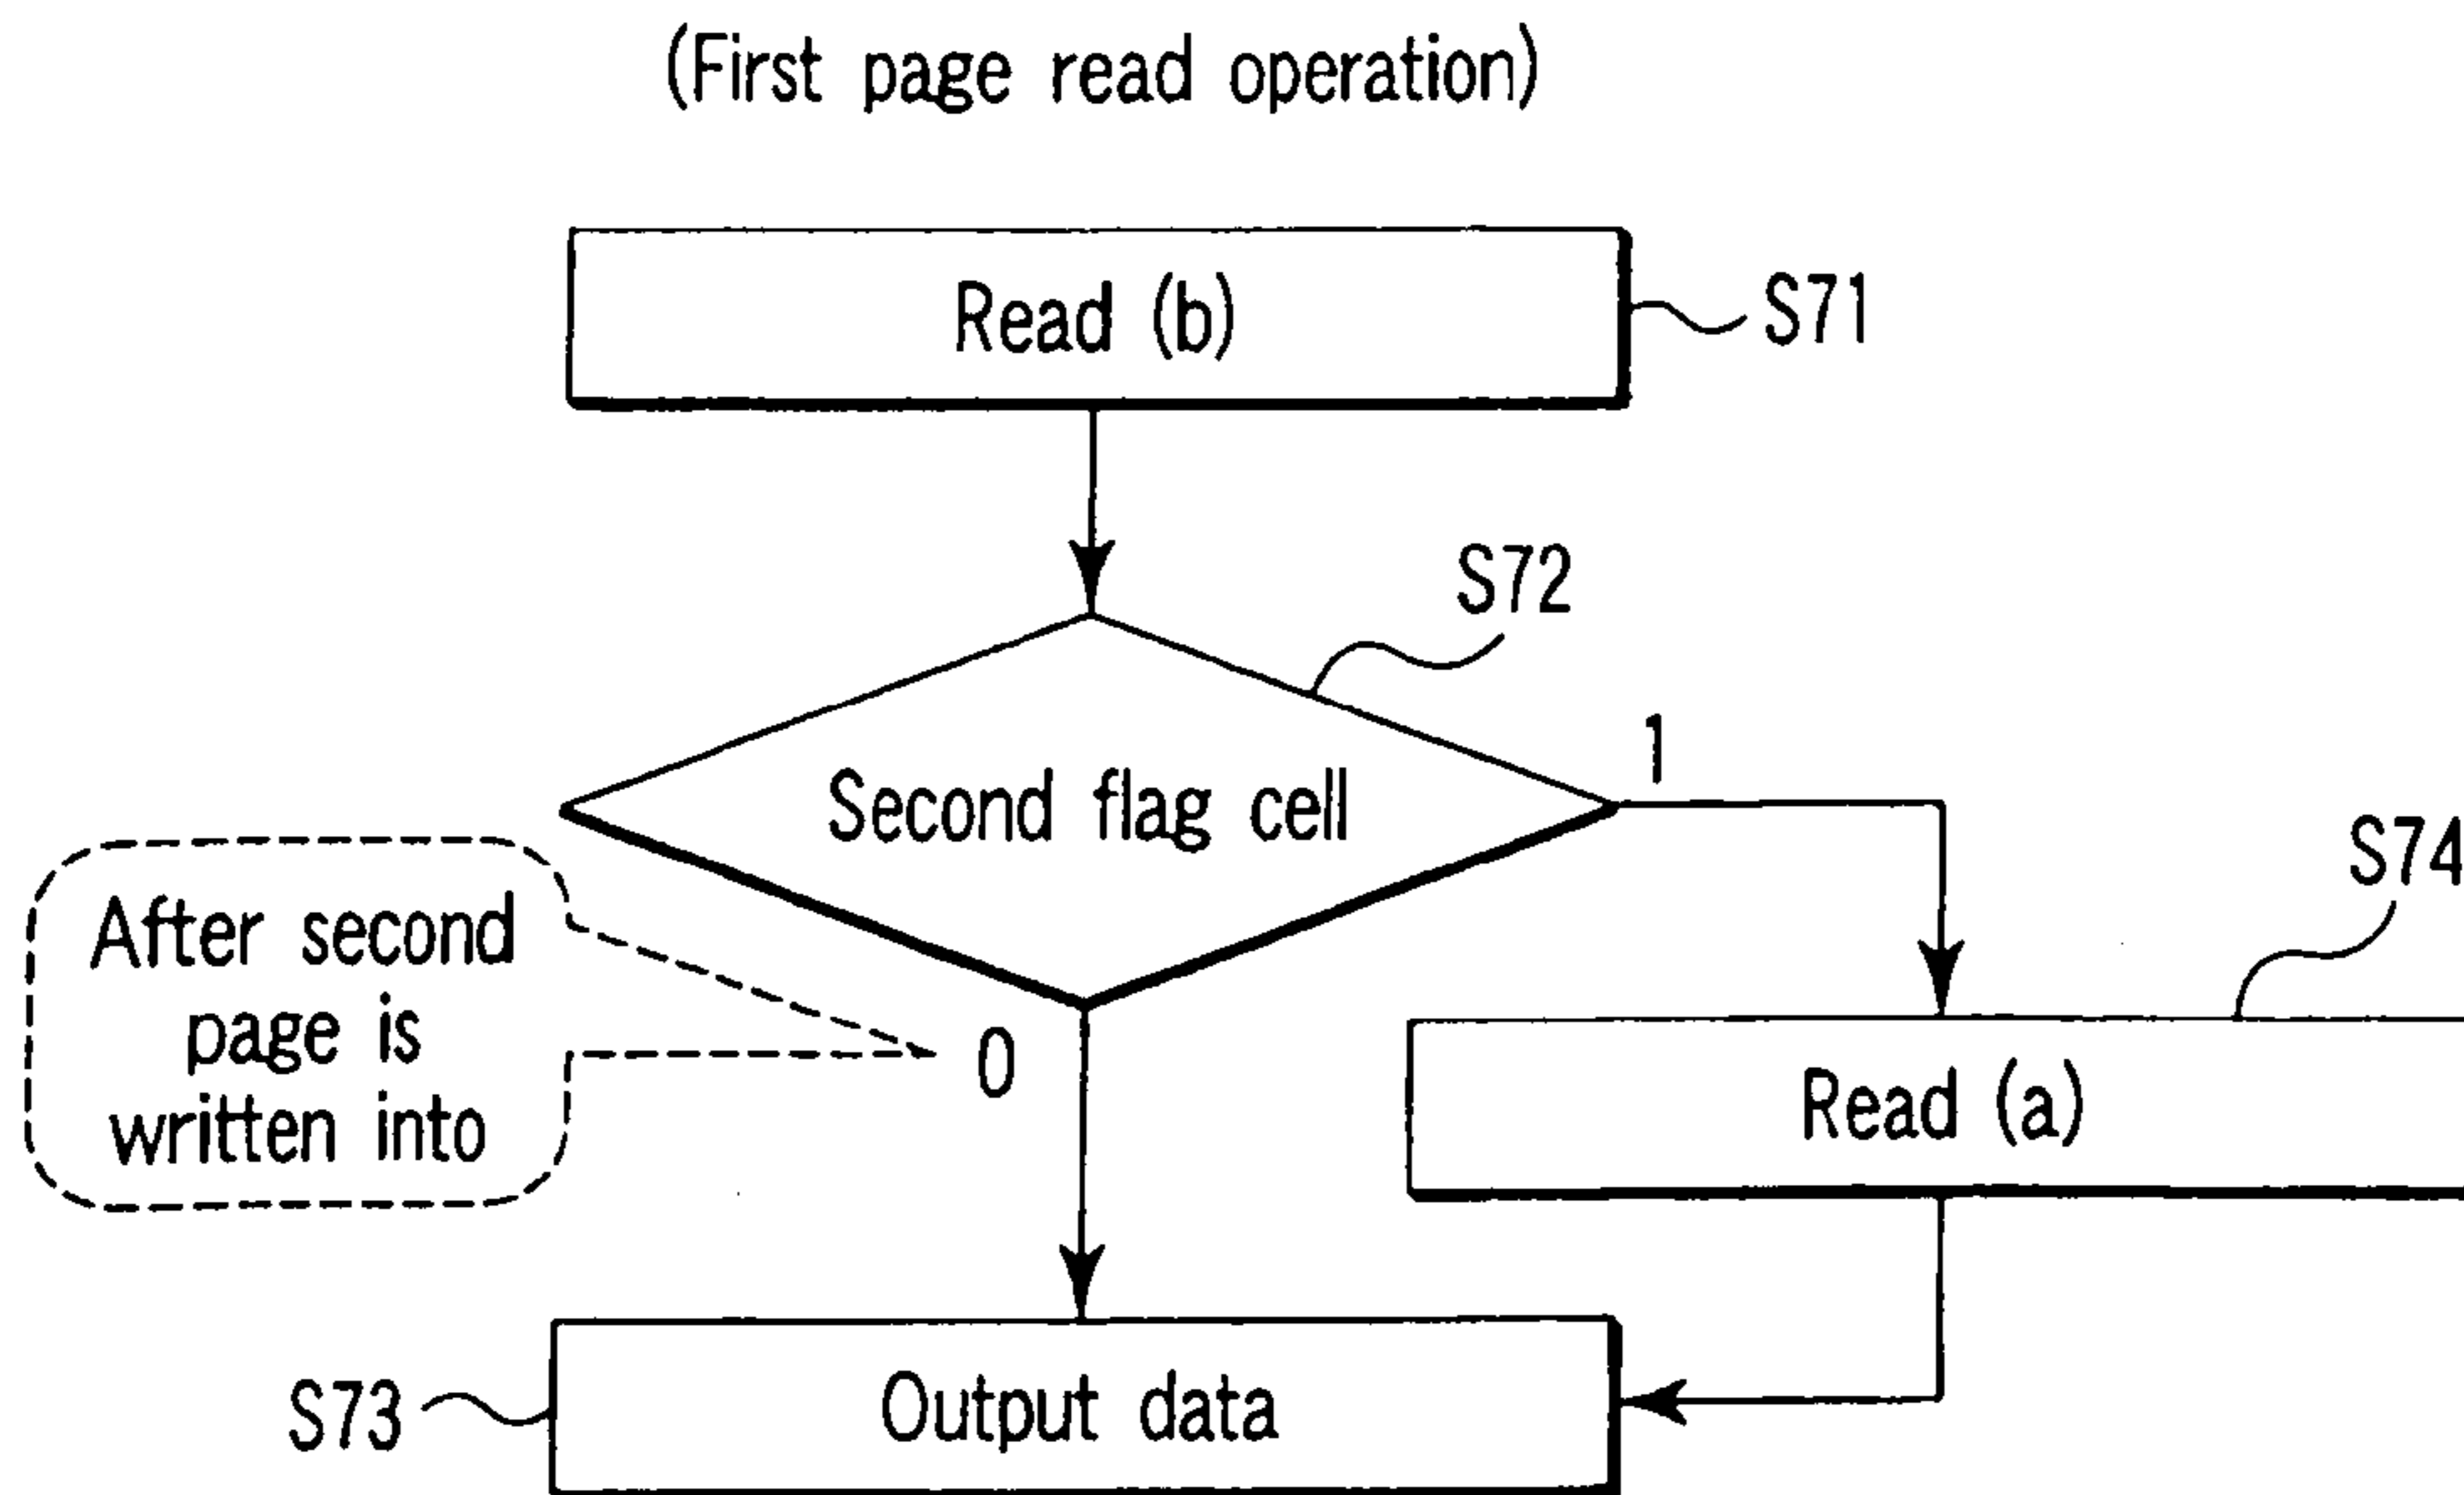 (First page read operation)
Read (b)
S71
S72
Second flag cell
1
S74
After second
page is
written into
0
Read (a)
S73
Output data